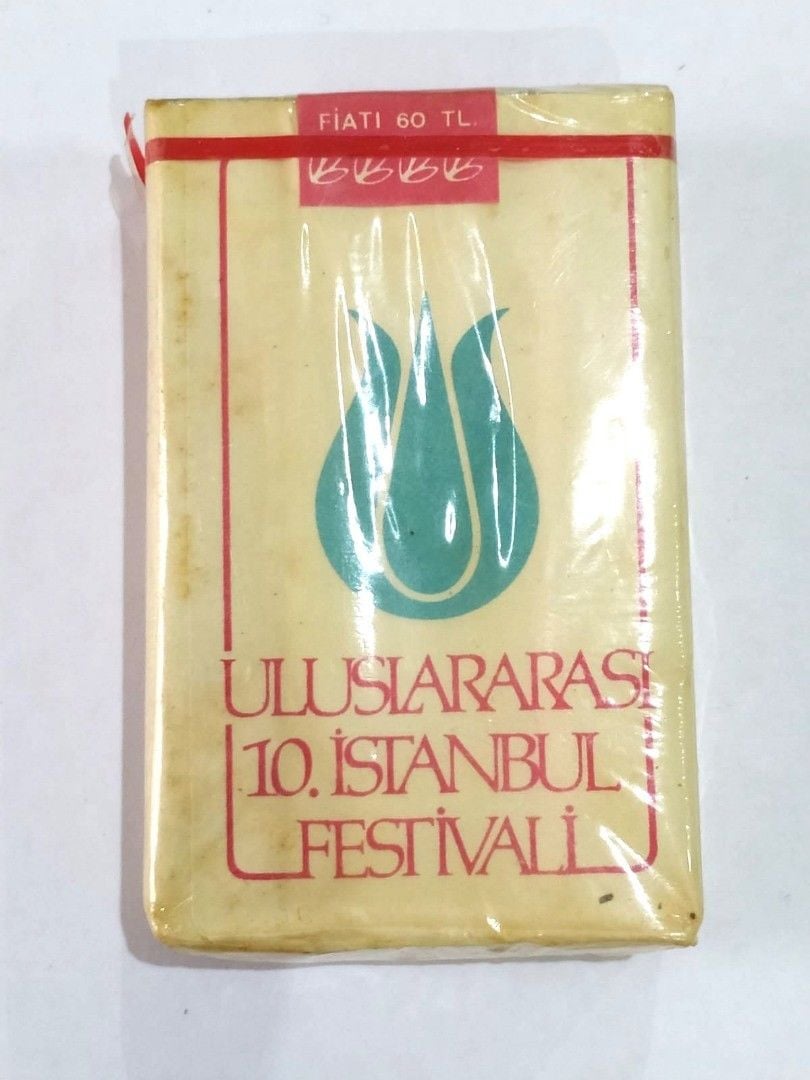 FİATI 60 TL.
ULUSLARARASI
10. İSTANBUL
FESTİVALİ